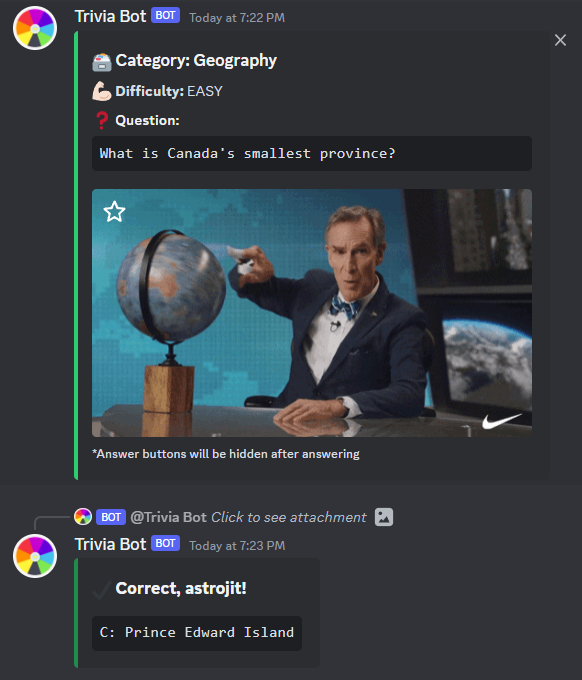 Trivia Bot BOT Today at 7:22 PM
Category: Geography
Difficulty: EASY
Question:
What is Canada's smallest province?
*Answer buttons will be hidden after answering
BOT @Trivia Bot Click to see attachment
Trivia Bot BOT Today at 7:23 PM
Correct, astrojit!
C: Prince Edward Island